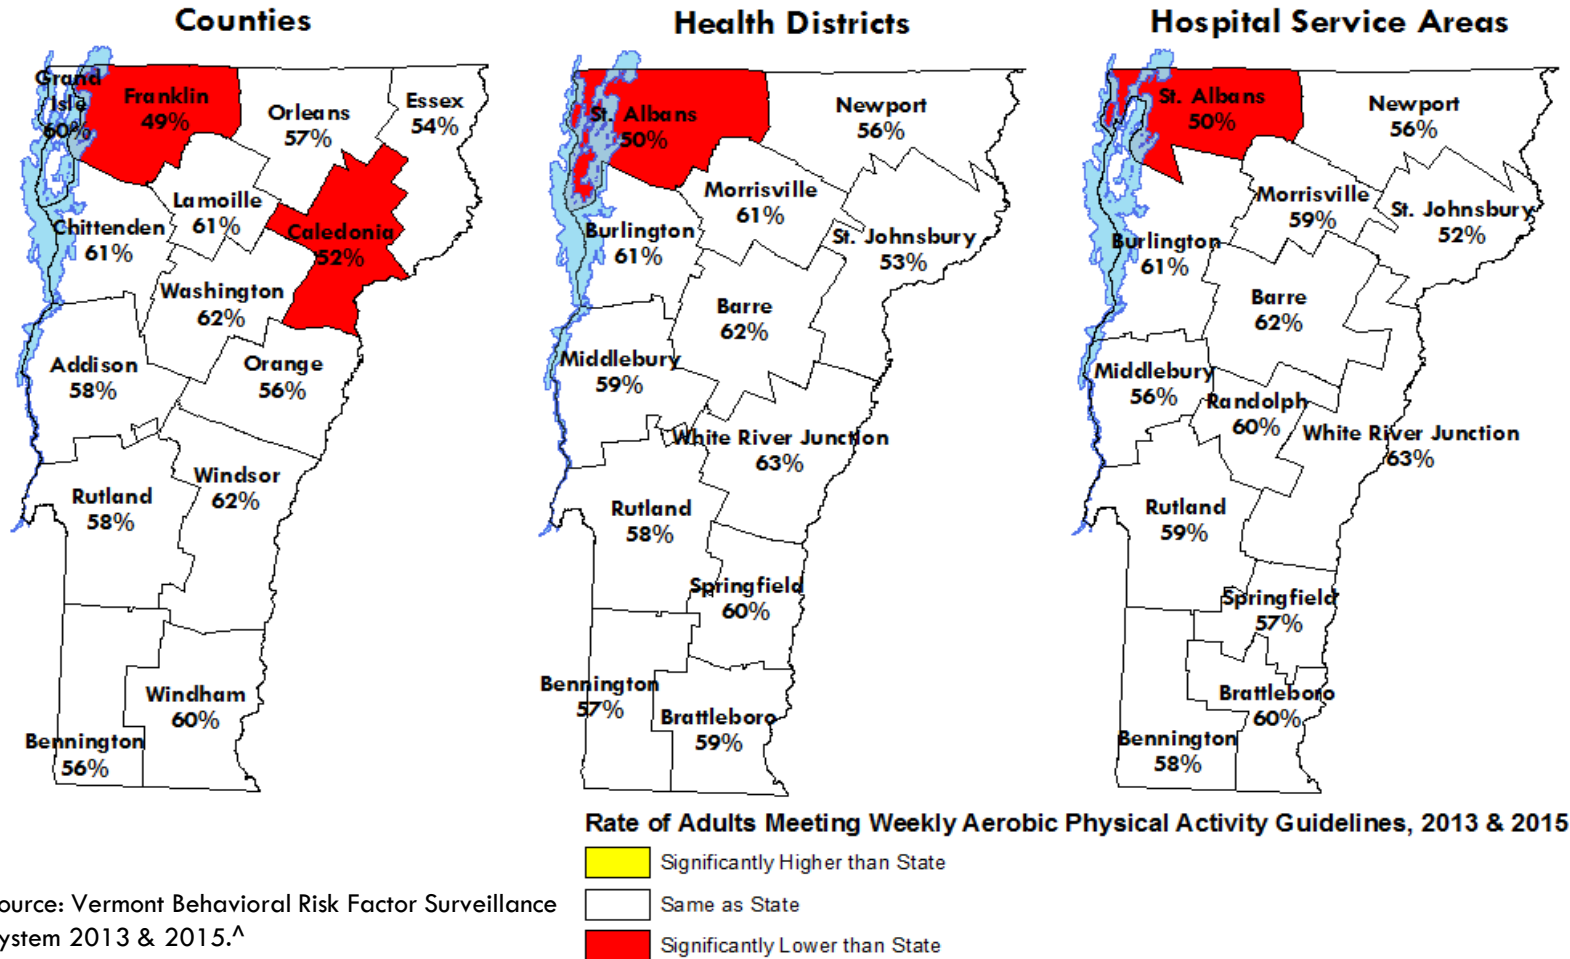 Counties
Grand
Isle
60%
Franklin
49%
Orleans
57%
Essex
54%
Lamoille
61%
Chittenden
61%
Caledonia
52%
Washington
62%
Addison
58%
Orange
56%
Windsor
62%
Rutland
58%
Windham
60%
Bennington
56%
Health Districts
St. Albans
50%
Newport
56%
Morrisville
61%
Burlington
61%
St. Johnsbury
53%
Barre
62%
Middlebury
59%
White River Junction
63%
Rutland
58%
Springfield
60%
Bennington
57%
Brattleboro
59%
Hospital Service Areas
St. Albans
50%
Newport
56%
Morrisville
59%
St. Johnsbury
52%
Burlington
61%
Barre
62%
Middlebury
56%
Randolph
60%
White River Junction
63%
Rutland
59%
Springfield
57%
Brattleboro
60%
Bennington
58%
Rate of Adults Meeting Weekly Aerobic Physical Activity Guidelines, 2013 & 2015
Significantly Higher than State
Same as State
Significantly Lower than State
ource: Vermont Behavioral Risk Factor Surveillance
ystem 2013 & 2015.^